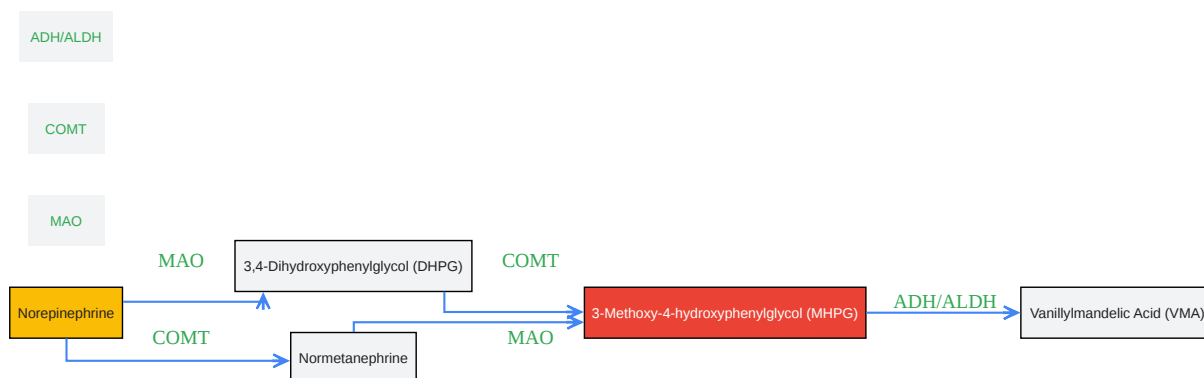 ADH/ALDH
COMT
MAO
MAO
3,4-Dihydroxyphenylglycol (DHPG)
COMT
Norepinephrine
COMT
Normetanephrine
MAO
3-Methoxy-4-hydroxyphenylglycol (MHPG)
ADH/ALDH
Vanillylmandelic Acid (VMA)